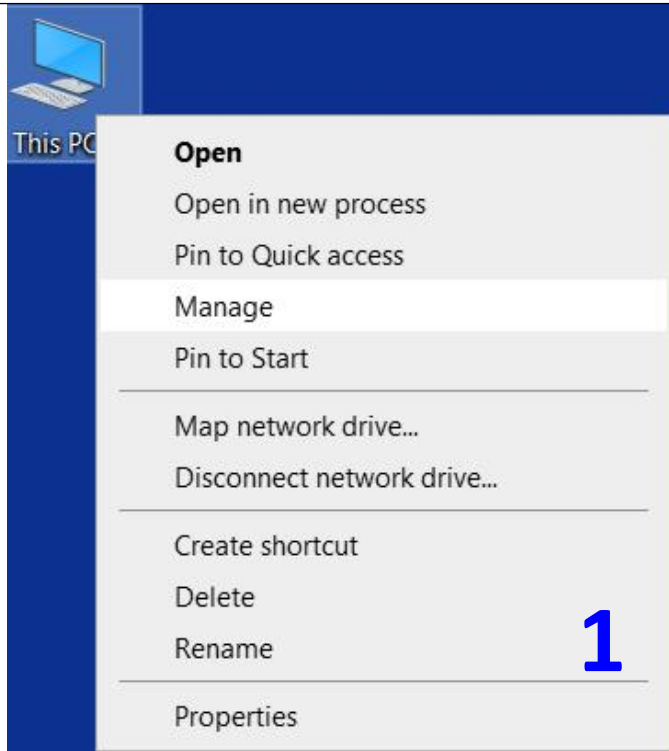 This PC
Open
Open in new process
Pin to Quick access
Manage
Pin to Start
Map network drive...
Disconnect network drive...
Create shortcut
Delete
Rename
1
Properties